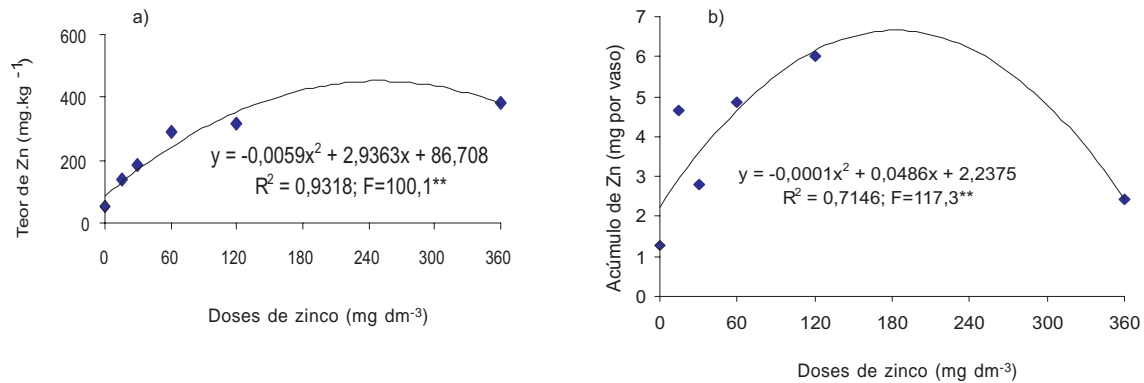 a)
Teor de Zn (mg.kg⁻¹)
600
400
200
0
y = -0,0059x² + 2,9363x + 86,708
R² = 0,9318; F=100,1**
0 60 120 180 240 300 360
Doses de zinco (mg dm⁻³)
b)
Acúmulo de Zn (mg por vaso)
7
6
5
4
3
2
1
0
y = -0,0001x² + 0,0486x + 2,2375
R² = 0,7146; F=117,3**
0 60 120 180 240 300 360
Doses de zinco (mg dm⁻³)